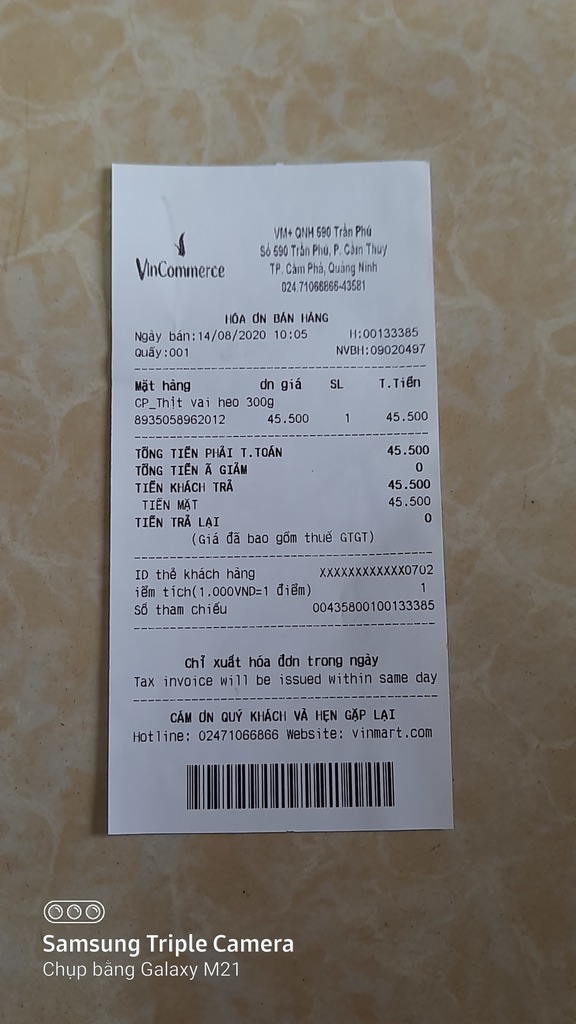 VinCommerce
VM+ QNH 590 Trần Phú
Số 590 Trần Phú, P. Cẩm Thuỷ
TP. Cẩm Phả, Quảng Ninh
024.71066866-43581
HÓA ƠN BÁN HÀNG
Ngày bán:14/08/2020 10:05 H:00133385
Quầy:001 NVBH:09020497
Mặt hàng ơn giá SL T.Tiền
CP_Thịt vai heo 300g
8935058962012 45.500 1 45.500
TỔNG TIỀN PHẢI T.TOÁN 45.500
TỔNG TIỀN Ã GIẢM 0
TIỀN KHÁCH TRẢ 45.500
TIỀN MẶT 45.500
TIỀN TRẢ LẠI 0
(Giá đã bao gồm thuế GTGT)
ID thẻ khách hàng XXXXXXXXXXXX0702
iểm tích(1.000VND=1 điểm) 1
Số tham chiếu 00435800100133385
Chỉ xuất hóa đơn trong ngày
Tax invoice will be issued within same day
CÁM ƠN QUÝ KHÁCH VÀ HẸN GẶP LẠI
Hotline: 02471066866 Website: vinmart.com
Samsung Triple Camera
Chụp bằng Galaxy M21